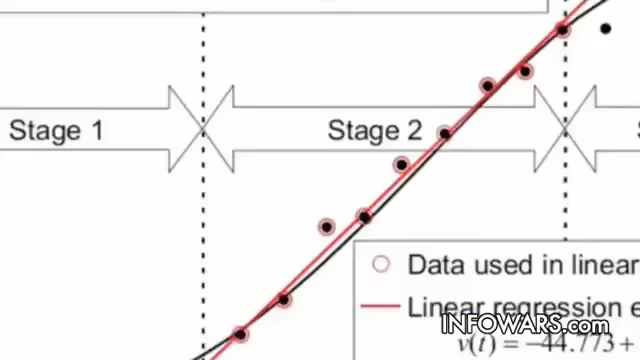 Stage 1
Stage 2
Data used in linear
Linear regression e
INFOWARS.com
v(t) = -44.773 +